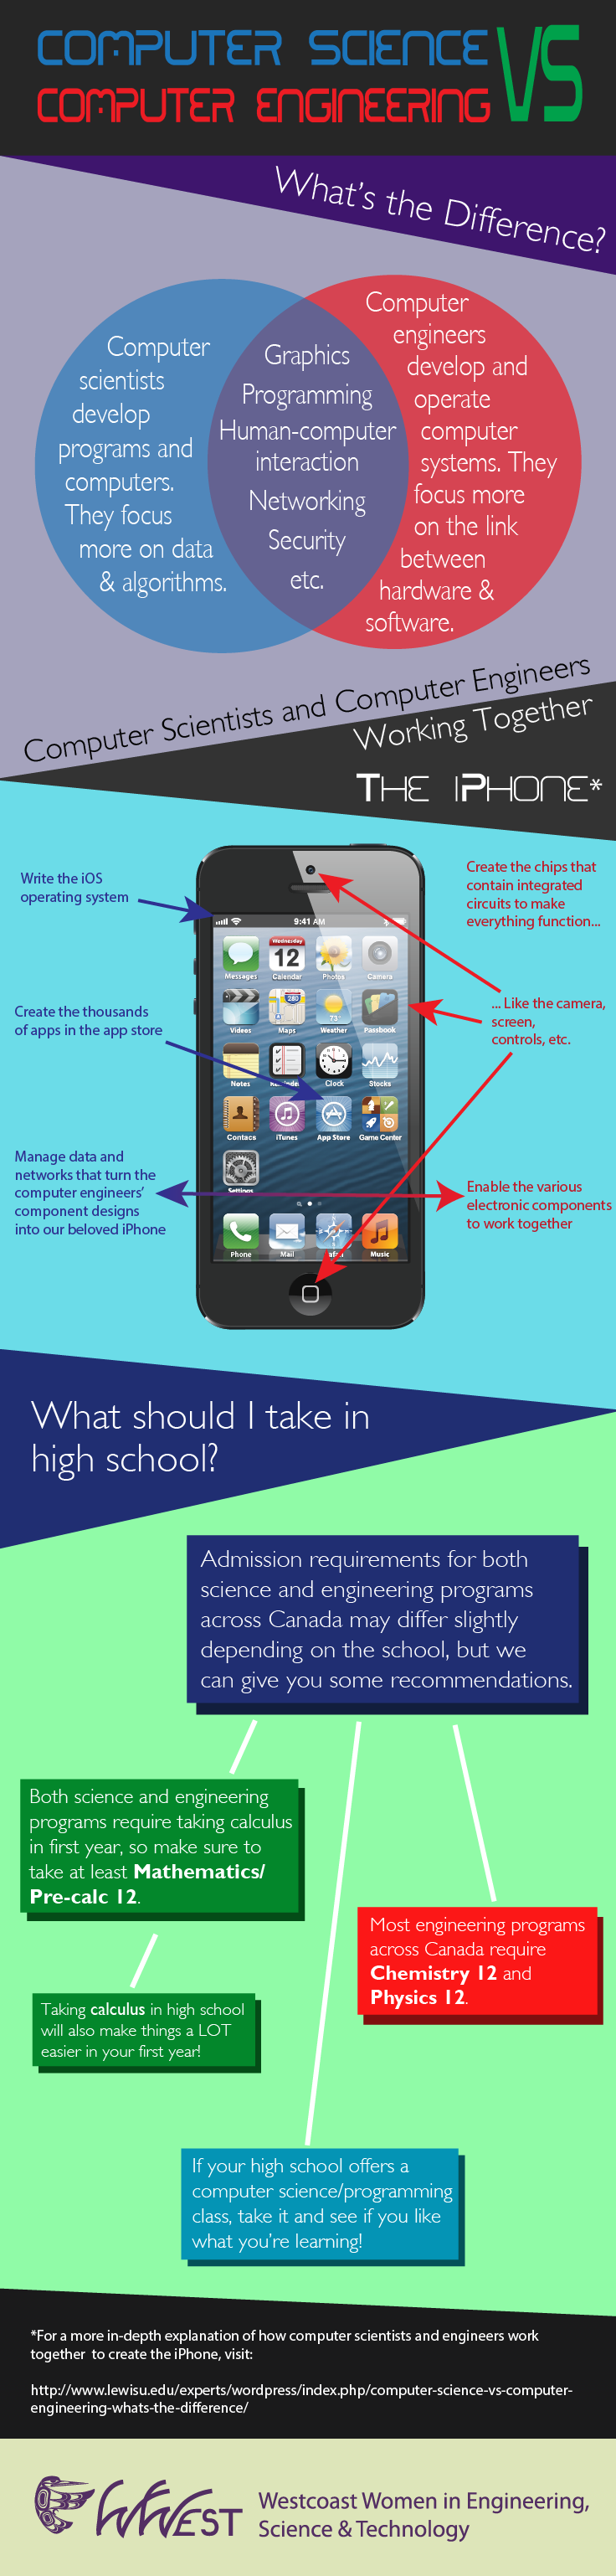 COMPUTER SCIENCE
VS
COMPUTER ENGINEERING
What's the Difference?
Computer
scientists
develop
programs and
computers.
They focus
more on data
& algorithms.
Graphics
Programming
Human-computer
interaction
Networking
Security
etc.
Computer
engineers
develop and
operate
computer
systems. They
focus more
on the link
between
hardware &
software.
Computer Scientists and Computer Engineers
Working Together
THE IPHONE*
Write the iOS
operating system
Create the thousands
of apps in the app store
Manage data and
networks that turn the
computer engineers'
component designs
into our beloved iPhone
9:41 AM
Messages
Wednesday
12
Calendar
Photos
Camera
Videos
280
Maps
73°
Weather
Passbook
Notes
Clock
Stocks
Contacs
iTunes
App Store
Game Center
Settings
Phone
Mail
Music
Create the chips that
contain integrated
circuits to make
everything function...
... Like the camera,
screen,
controls, etc.
Enable the various
electronic components
to work together
What should I take in
high school?
Admission requirements for both
science and engineering programs
across Canada may differ slightly
depending on the school, but we
can give you some recommendations.
Both science and engineering
programs require taking calculus
in first year, so make sure to
take at least Mathematics/
Pre-calc 12.
Most engineering programs
across Canada require
Chemistry 12 and
Physics 12.
Taking calculus in high school
will also make things a LOT
easier in your first year!
If your high school offers a
computer science/programming
class, take it and see if you like
what you're learning!
*For a more in-depth explanation of how computer scientists and engineers work
together to create the iPhone, visit:
http://www.lewisu.edu/experts/wordpress/index.php/computer-science-vs-computer-
engineering-whats-the-difference/
WWEST
Westcoast Women in Engineering,
Science & Technology